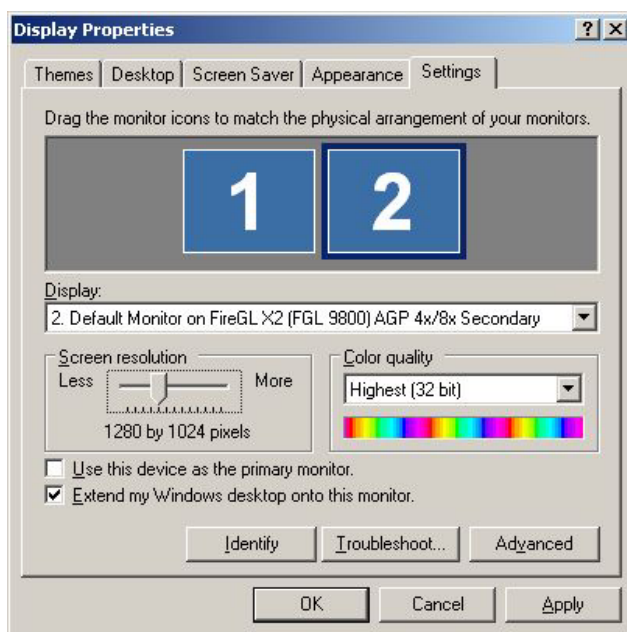 Display Properties
? X
Themes Desktop Screen Saver Appearance Settings
Drag the monitor icons to match the physical arrangement of your monitors.
1 2
Display:
2. Default Monitor on FireGL X2 (FGL 9800) AGP 4x/8x Secondary
Screen resolution
Less More
1280 by 1024 pixels
Color quality
Highest (32 bit)
Use this device as the primary monitor.
Extend my Windows desktop onto this monitor.
Identify Troubleshoot... Advanced
OK Cancel Apply